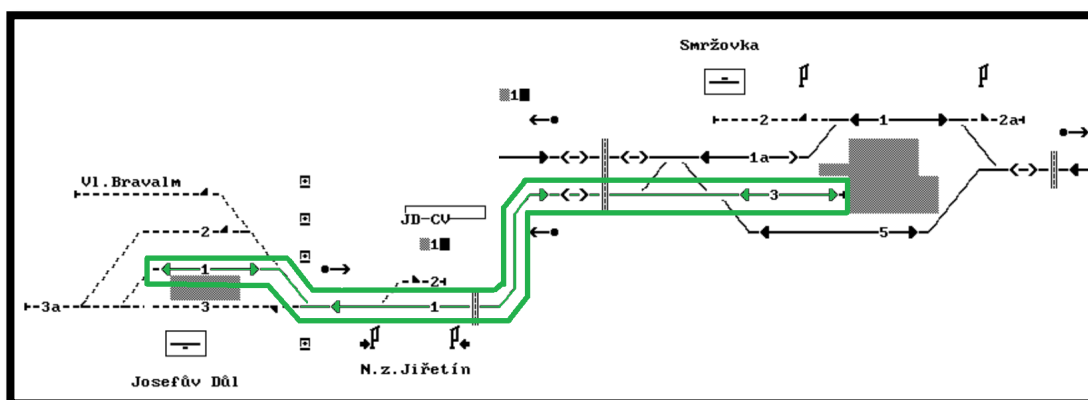 Smržovka
1
2
1
2a
1a
Vl.Bravalm
3
JD-CV
2
1
5
1
2
3a
3
1
N.z.Jiřetín
Josefův Důl